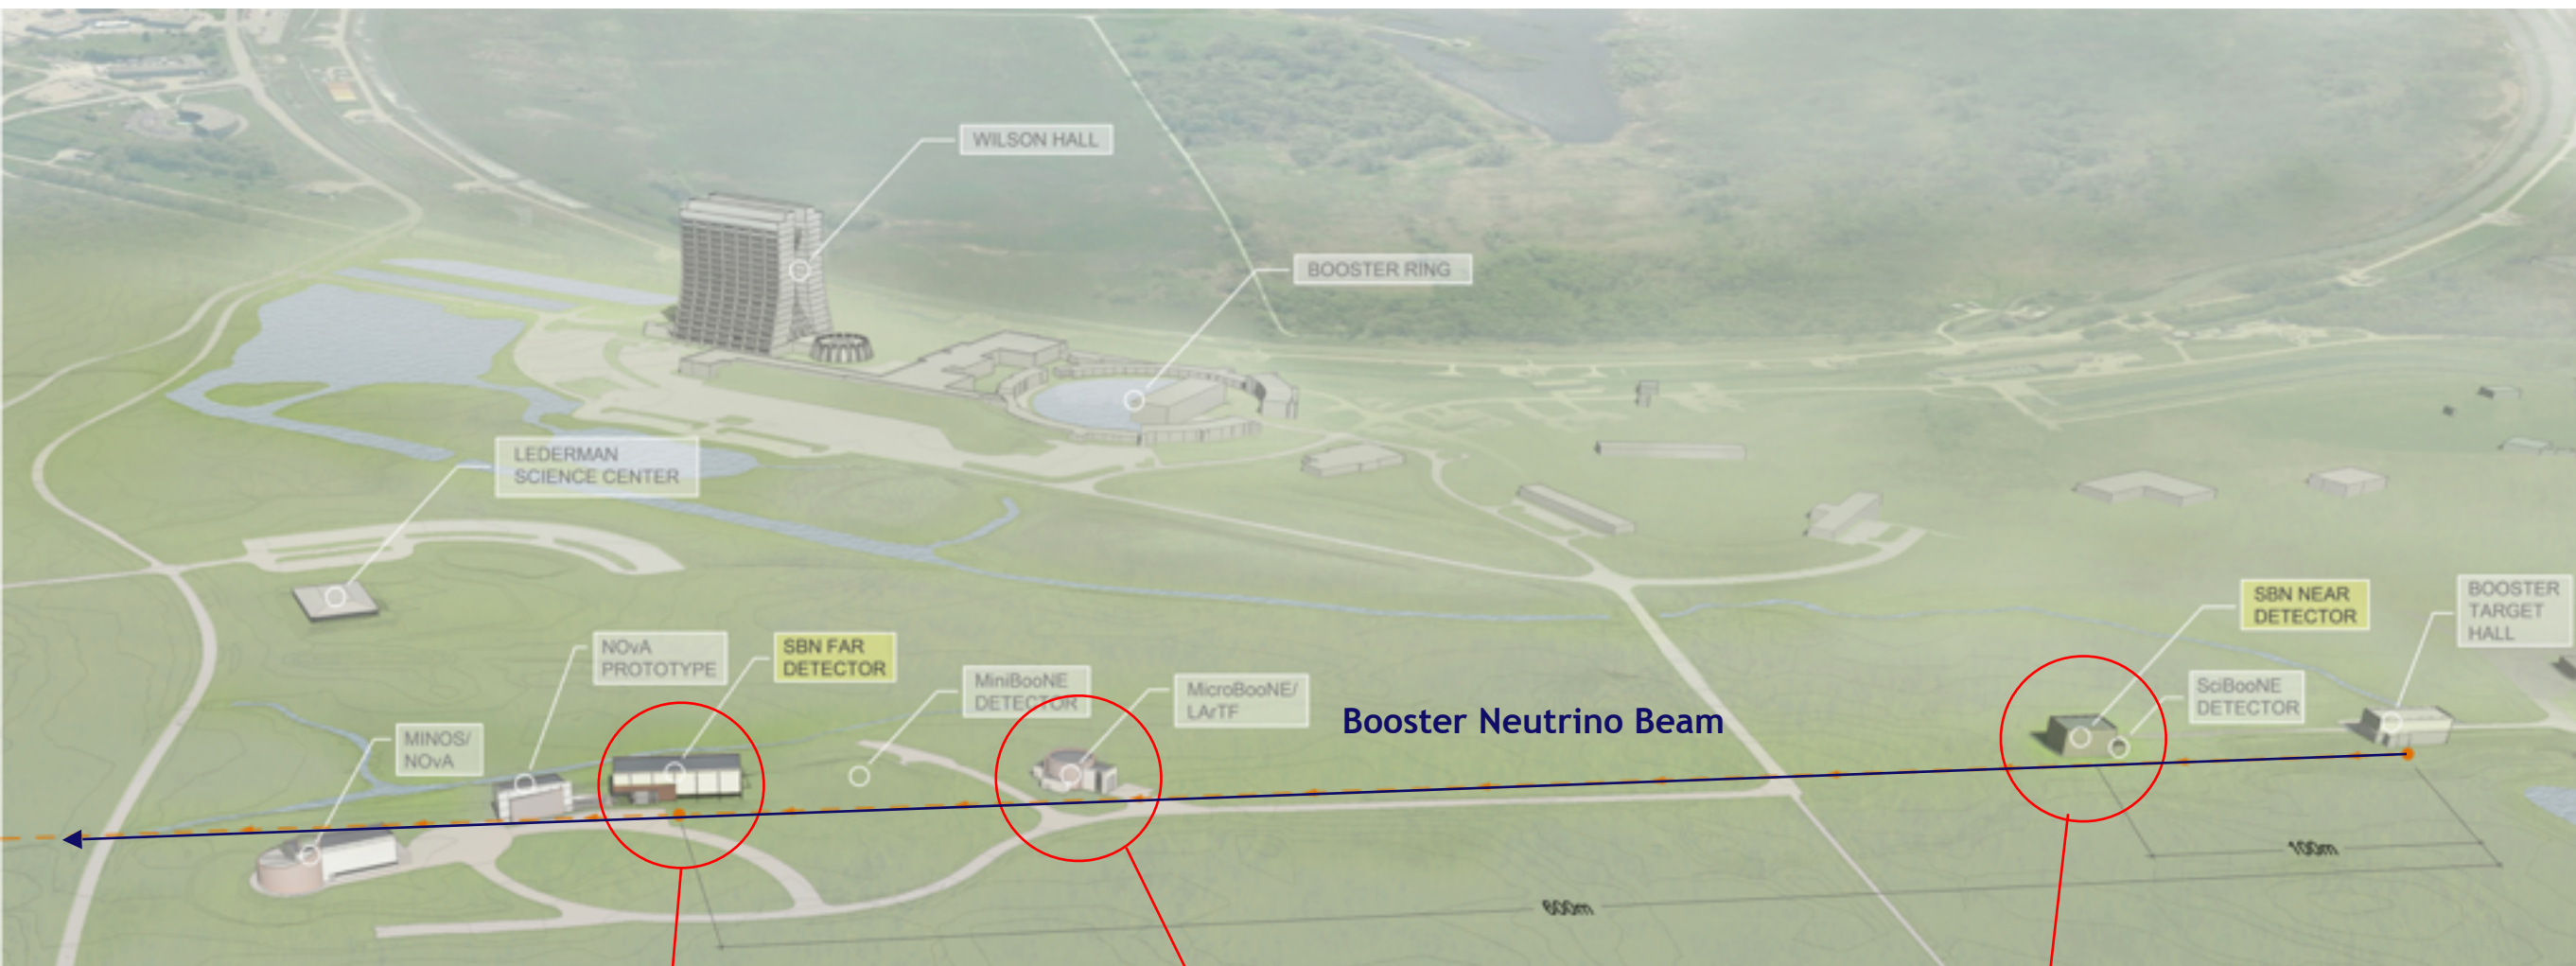 WILSON HALL
BOOSTER RING
LEDERMAN
SCIENCE CENTER
SBN NEAR
DETECTOR
BOOSTER
TARGET
HALL
NOvA
PROTOTYPE
SBN FAR
DETECTOR
MiniBooNE
DETECTOR
MicroBooNE/
LArTF
SciBooNE
DETECTOR
Booster Neutrino Beam
MINOS/
NOvA
100m
600m